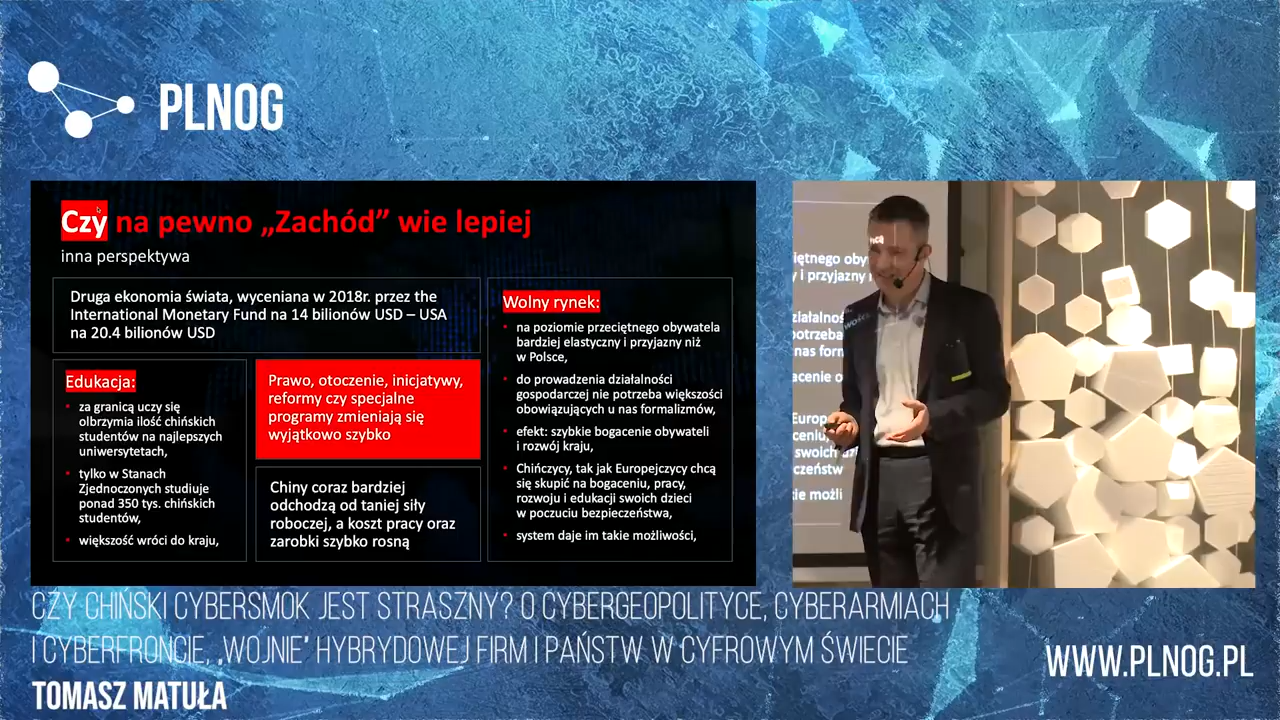 PLNOG
Czy na pewno „Zachód” wie lepiej
inna perspektywa
Druga ekonomia świata, wyceniana w 2018r. przez the
International Monetary Fund na 14 bilionów USD – USA
na 20.4 bilionów USD
Edukacja:
• za granicą uczy się
olbrzymia ilość chińskich
studentów na najlepszych
uniwersytetach,
• tylko w Stanach
Zjednoczonych studiuje
ponad 350 tys. chińskich
studentów,
• większość wróci do kraju,
Prawo, otoczenie, inicjatywy,
reformy czy specjalne
programy zmieniają się
wyjątkowo szybko
Chiny coraz bardziej
odchodzą od taniej siły
roboczej, a koszt pracy oraz
zarobki szybko rosną
Wolny rynek:
• na poziomie przeciętnego obywatela
bardziej elastyczny i przyjazny niż
w Polsce,
• do prowadzenia działalności
gospodarczej nie potrzeba większości
obowiązujących u nas formalizmów,
• efekt: szybkie bogacenie obywateli
i rozwój kraju,
• Chińczycy, tak jak Europejczycy chcą
się skupić na bogaceniu, pracy,
rozwoju i edukacji swoich dzieci
w poczuciu bezpieczeństwa,
• system daje im takie możliwości,
CZY CHIŃSKI CYBERSMOK JEST STRASZNY? O CYBERGEOPOLITYCE, CYBERARMIACH
I CYBERFRONCIE, „WOJNIE” HYBRYDOWEJ FIRM I PAŃSTW W CYFROWYM ŚWIECIE
TOMASZ MATUŁA
WWW.PLNOG.PL